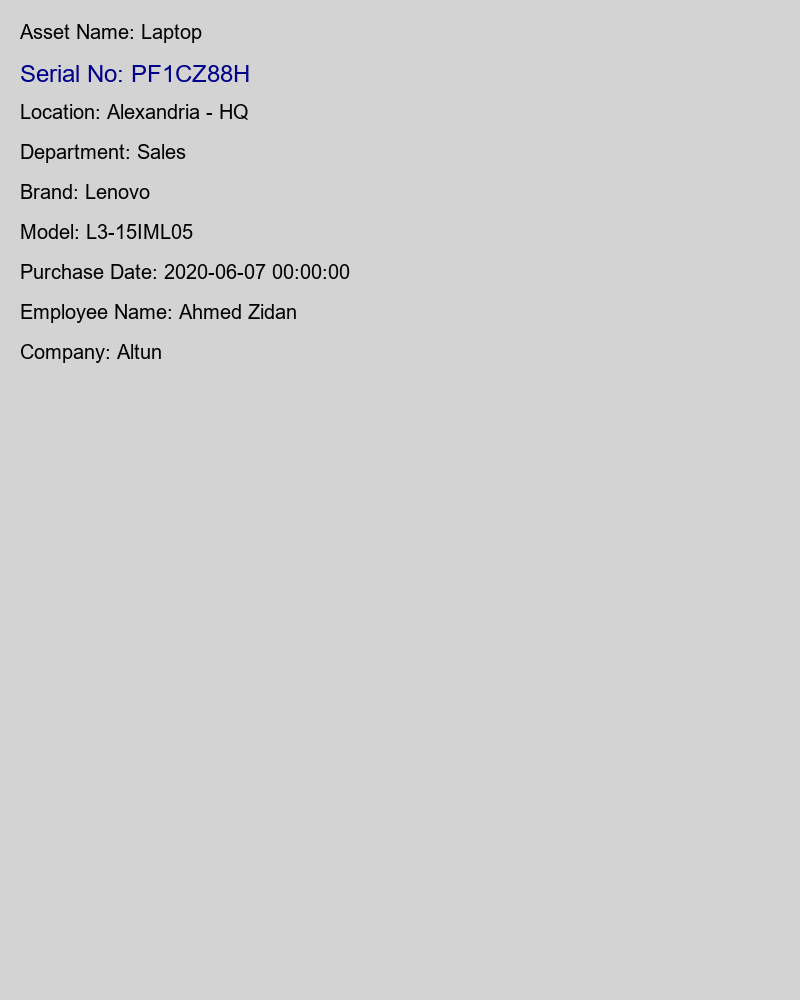 Asset Name: Laptop
Serial No: PF1CZ88H
Location: Alexandria - HQ
Department: Sales
Brand: Lenovo
Model: L3-15IML05
Purchase Date: 2020-06-07 00:00:00
Employee Name: Ahmed Zidan
Company: Altun